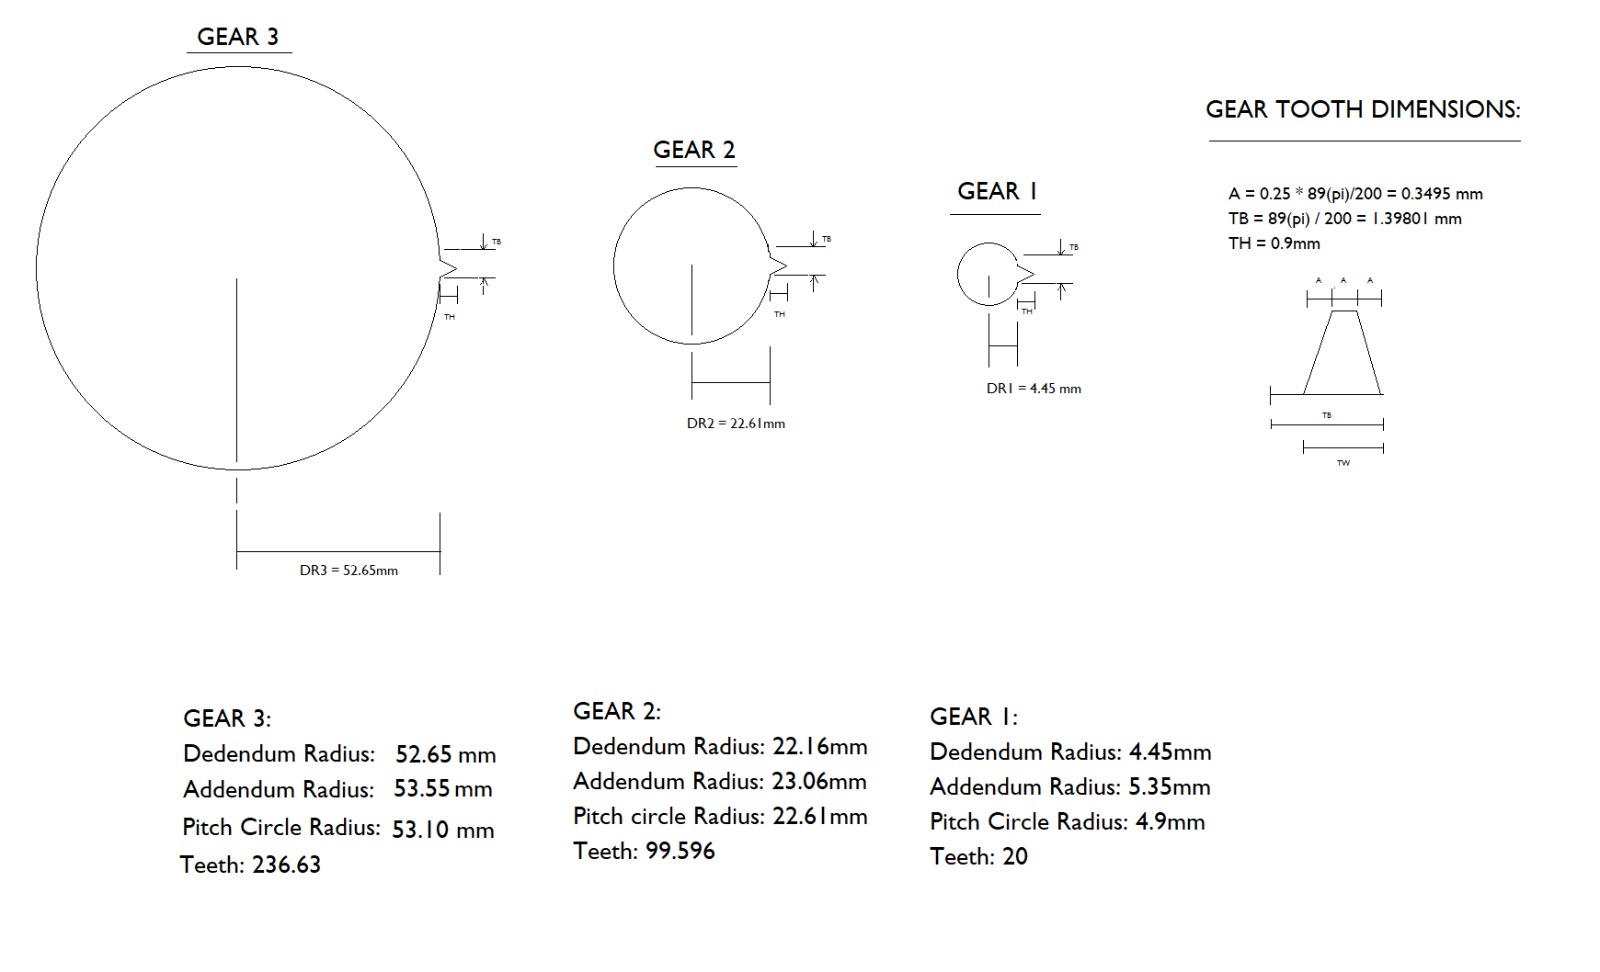 GEAR 3
TB
TH
DR3 = 52.65mm
GEAR 2
TB
TH
DR2 = 22.61mm
GEAR 1
TB
TH
DR1 = 4.45 mm
GEAR TOOTH DIMENSIONS:
A = 0.25 * 89(pi)/200 = 0.3495 mm
TB = 89(pi) / 200 = 1.39801 mm
TH = 0.9mm
A A A
TB
TW
GEAR 3:
Dedendum Radius: 52.65 mm
Addendum Radius: 53.55 mm
Pitch Circle Radius: 53.10 mm
Teeth: 236.63
GEAR 2:
Dedendum Radius: 22.16mm
Addendum Radius: 23.06mm
Pitch circle Radius: 22.61mm
Teeth: 99.596
GEAR 1:
Dedendum Radius: 4.45mm
Addendum Radius: 5.35mm
Pitch Circle Radius: 4.9mm
Teeth: 20